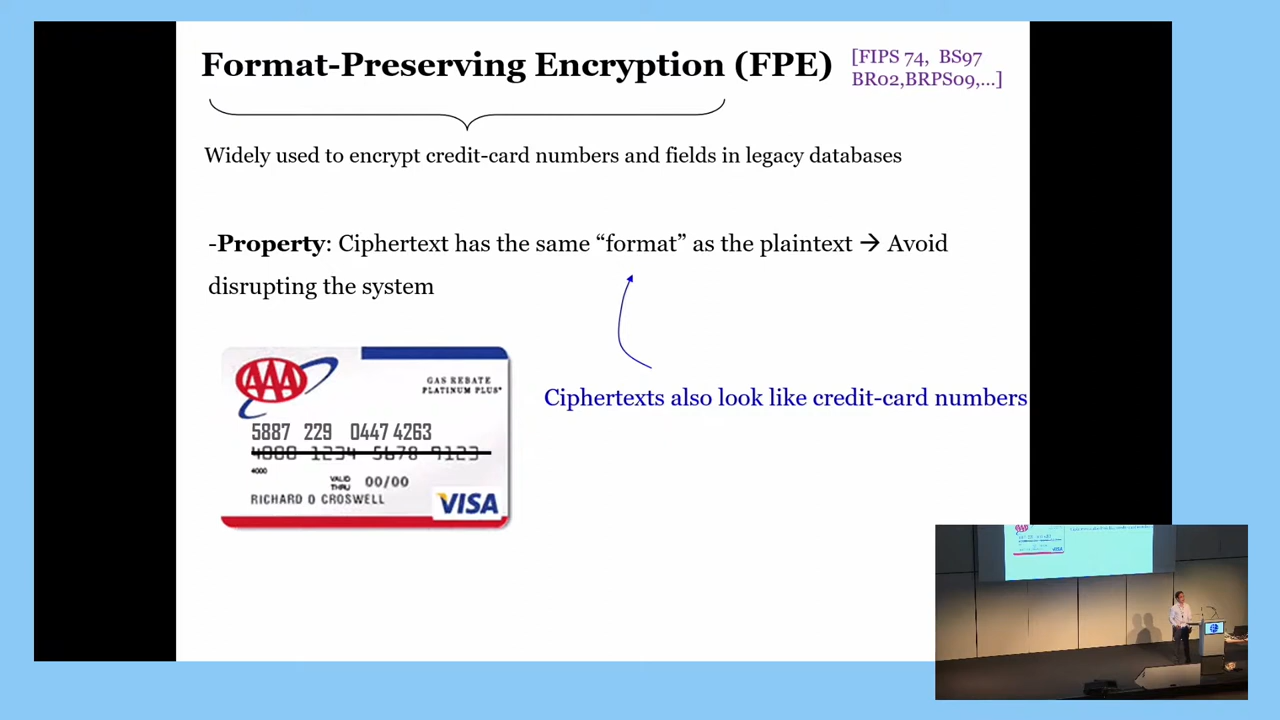 Format-Preserving Encryption (FPE)
[FIPS 74, BS97
BR02,BRPS09,...]
Widely used to encrypt credit-card numbers and fields in legacy databases
-Property: Ciphertext has the same “format” as the plaintext → Avoid
disrupting the system
Ciphertexts also look like credit-card numbers
AAA
GAS REBATE
PLATINUM PLUS
5887 229 0447 4263
4000 1234 5678 9123
4000
VALID
THRU 00/00
RICHARD O CROSWELL
VISA